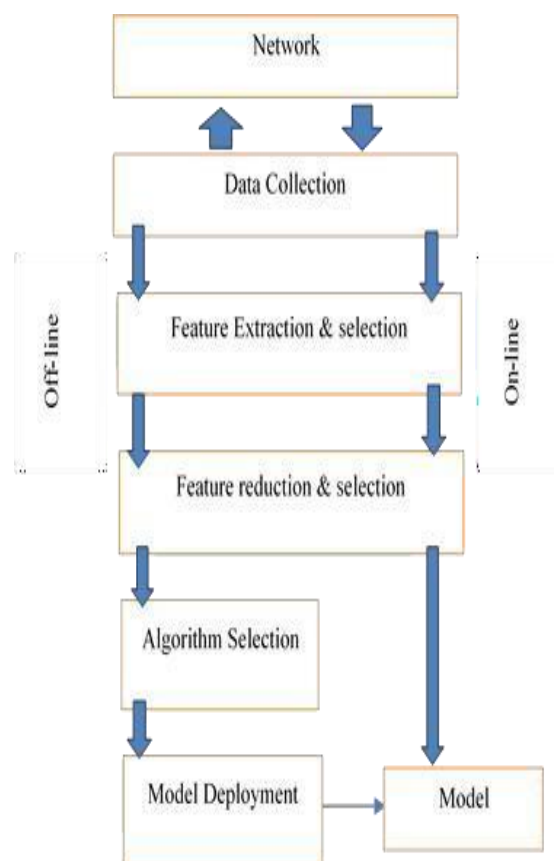 Network
Data Collection
Off-line
Feature Extraction & selection
On-line
Feature reduction & selection
Algorithm Selection
Model Deployment
Model